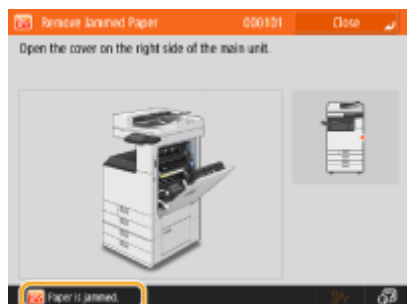 Remove Jammed Paper 000101 Close
Open the cover on the right side of the main unit.
Paper is jammed.